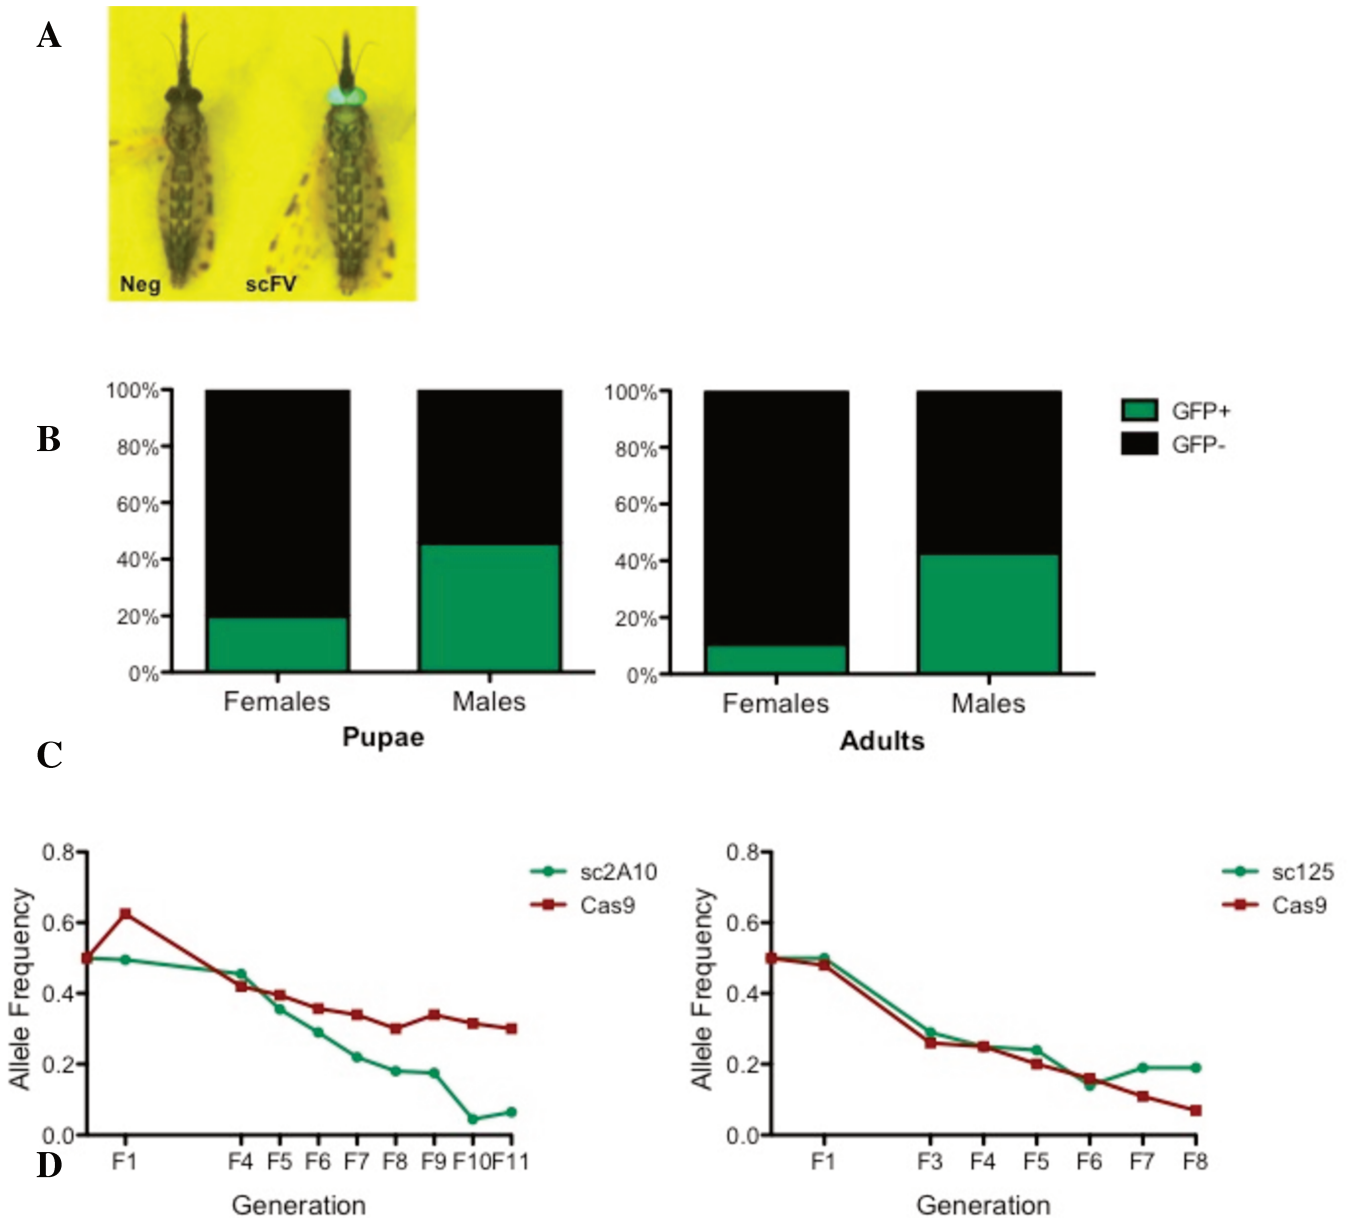 A
Neg
scFV
B
100%
80%
60%
40%
20%
0%
Females
Males
Pupae
100%
80%
60%
40%
20%
0%
Females
Males
Adults
GFP+
GFP-
C
Allele Frequency
0.8
0.6
0.4
0.2
0.0
F1
F4
F5
F6
F7
F8
F9
F10
F11
Generation
sc2A10
Cas9
Allele Frequency
0.8
0.6
0.4
0.2
0.0
F1
F3
F4
F5
F6
F7
F8
Generation
sc125
Cas9
D